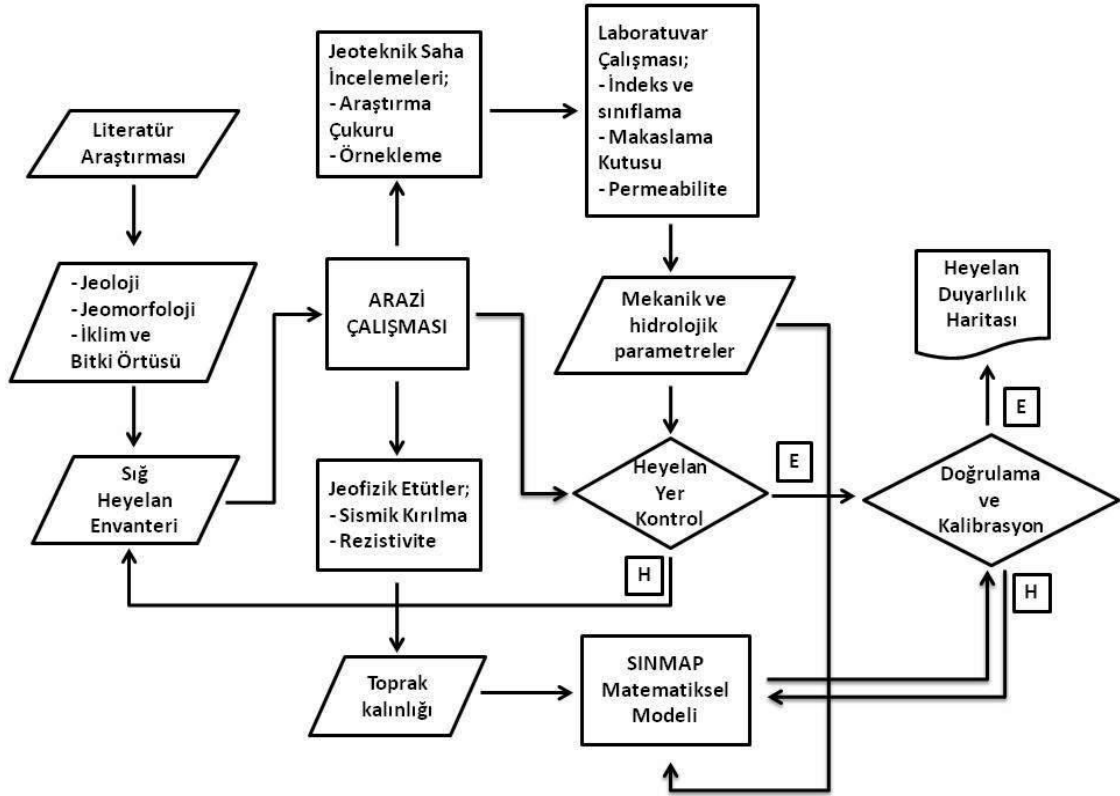 Literatür
Araştırması
- Jeoloji
- Jeomorfoloji
- İklim ve
Bitki Örtüsü
Sığ
Heyelan
Envanteri
ARAZİ
ÇALIŞMASI
Jeoteknik Saha
İncelemeleri;
- Araştırma
Çukuru
- Örnekleme
Laboratuvar
Çalışması;
- İndeks ve
sınıflama
- Makaslama
Kutusu
- Permeabilite
Mekanik ve
hidrolojik
parametreler
Jeofizik Etütler;
- Sismik Kırılma
- Rezistivite
Toprak
kalınlığı
Heyelan
Yer
Kontrol
E
H
SINMAP
Matematiksel
Modeli
Doğrulama
ve
Kalibrasyon
E
H
Heyelan
Duyarlılık
Haritası